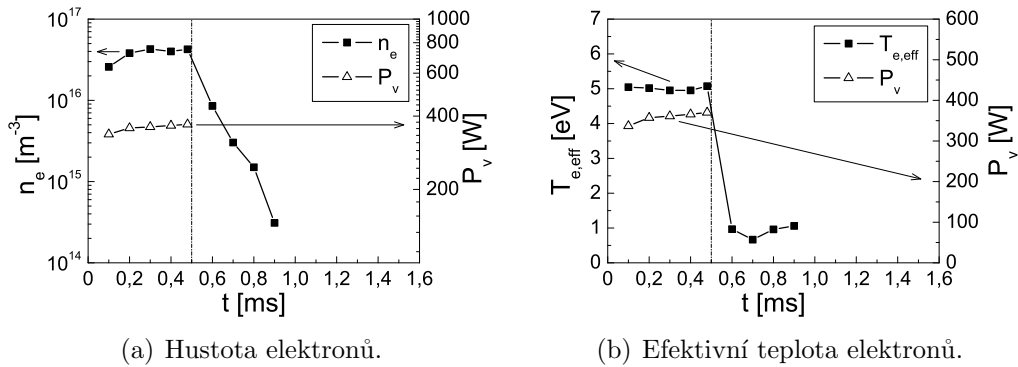 10^17
10^16
10^15
10^14
n_e [m^-3]
1000
800
600
400
200
P_v [W]
n_e
P_v
0 0,2 0,4 0,6 0,8 1,0 1,2 1,4 1,6
t [ms]
(a) Hustota elektronů.
7
6
5
4
3
2
1
0
T_e,eff [eV]
600
500
400
300
200
100
0
P_v [W]
T_e,eff
P_v
0 0,2 0,4 0,6 0,8 1,0 1,2 1,4 1,6
t [ms]
(b) Efektivní teplota elektronů.